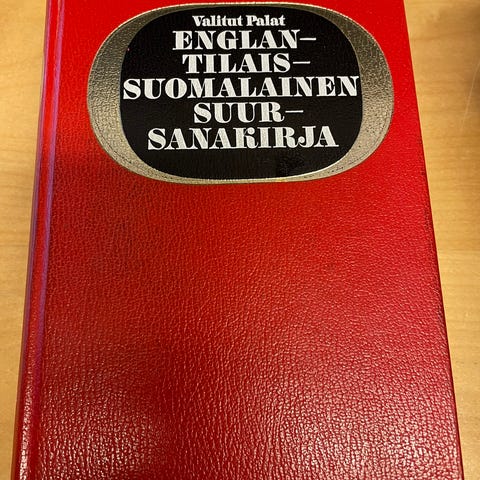 Valitut Palat
ENGLAN–
TILAIS–
SUOMALAINEN
SUUR–
SANAKIRJA